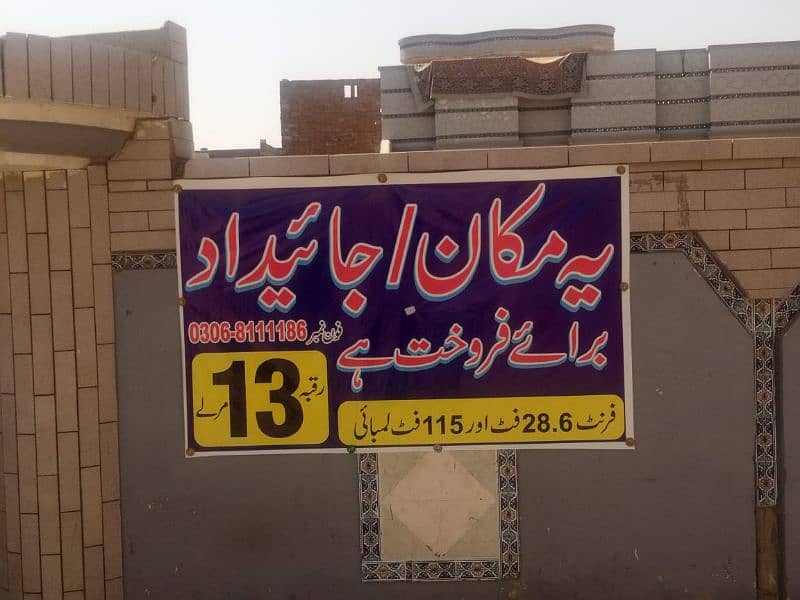 یہ مکان/جائیداد
برائے فروخت ہے
فون نمبر 0306-8111186
رقبہ 13 مرلے
فرنٹ 28.6 فٹ اور 115 فٹ لمبائی